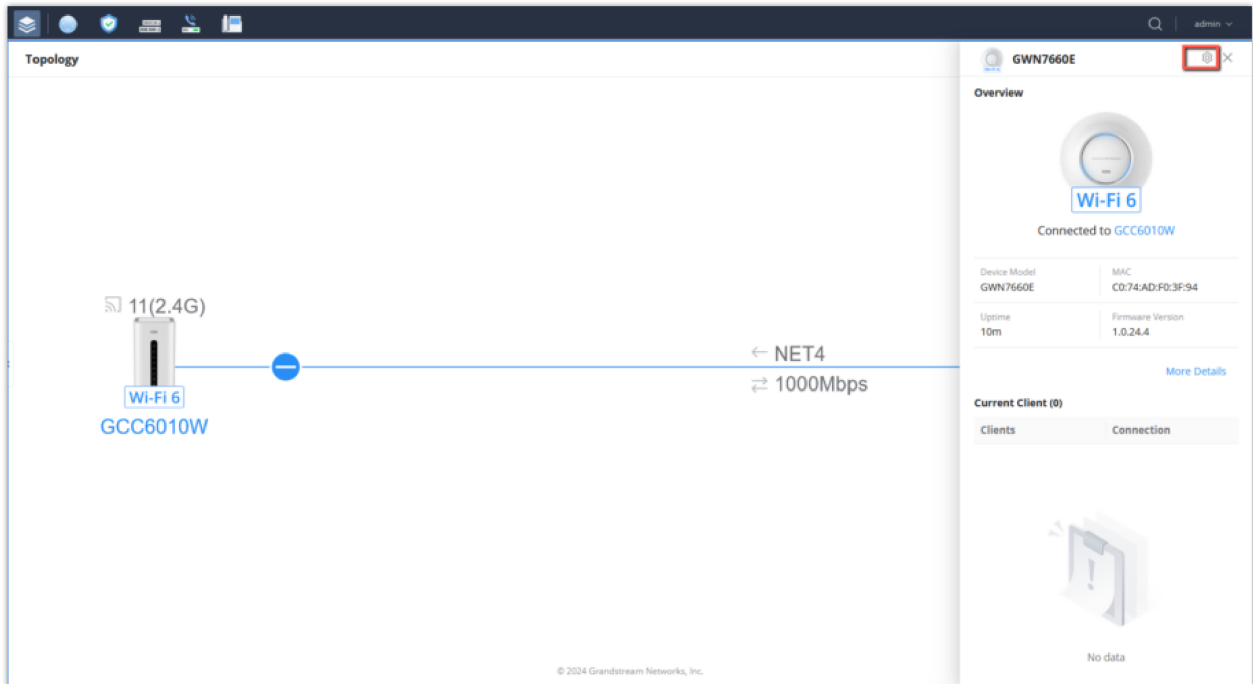 admin
Topology
GWN7660E
Overview
Wi-Fi 6
Connected to GCC6010W
Device Model
GWN7660E
MAC
C0:74:AD:F0:3F:94
Uptime
10m
Firmware Version
1.0.24.4
More Details
Current Client (0)
Clients
Connection
No data
11(2.4G)
Wi-Fi 6
GCC6010W
NET4
1000Mbps
© 2024 Grandstream Networks, Inc.